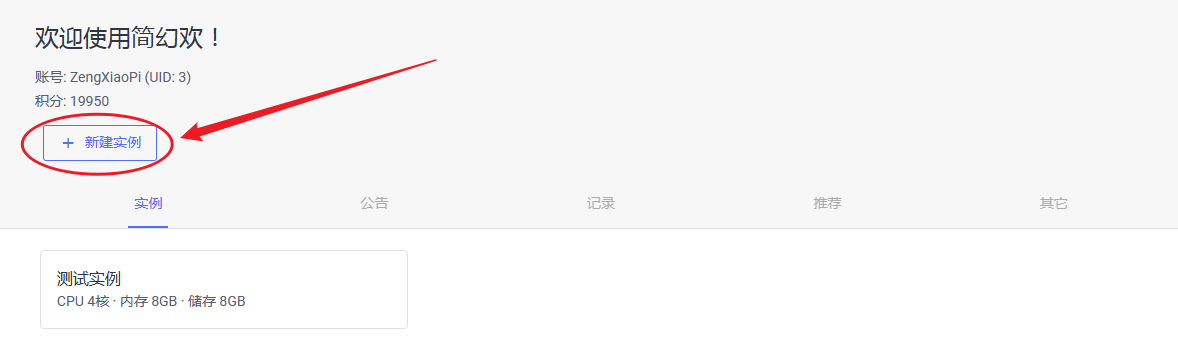 欢迎使用简幻欢！
账号: ZengXiaoPi (UID: 3)
积分: 19950
+ 新建实例
实例 公告 记录 推荐 其它
测试实例
CPU 4核 · 内存 8GB · 储存 8GB